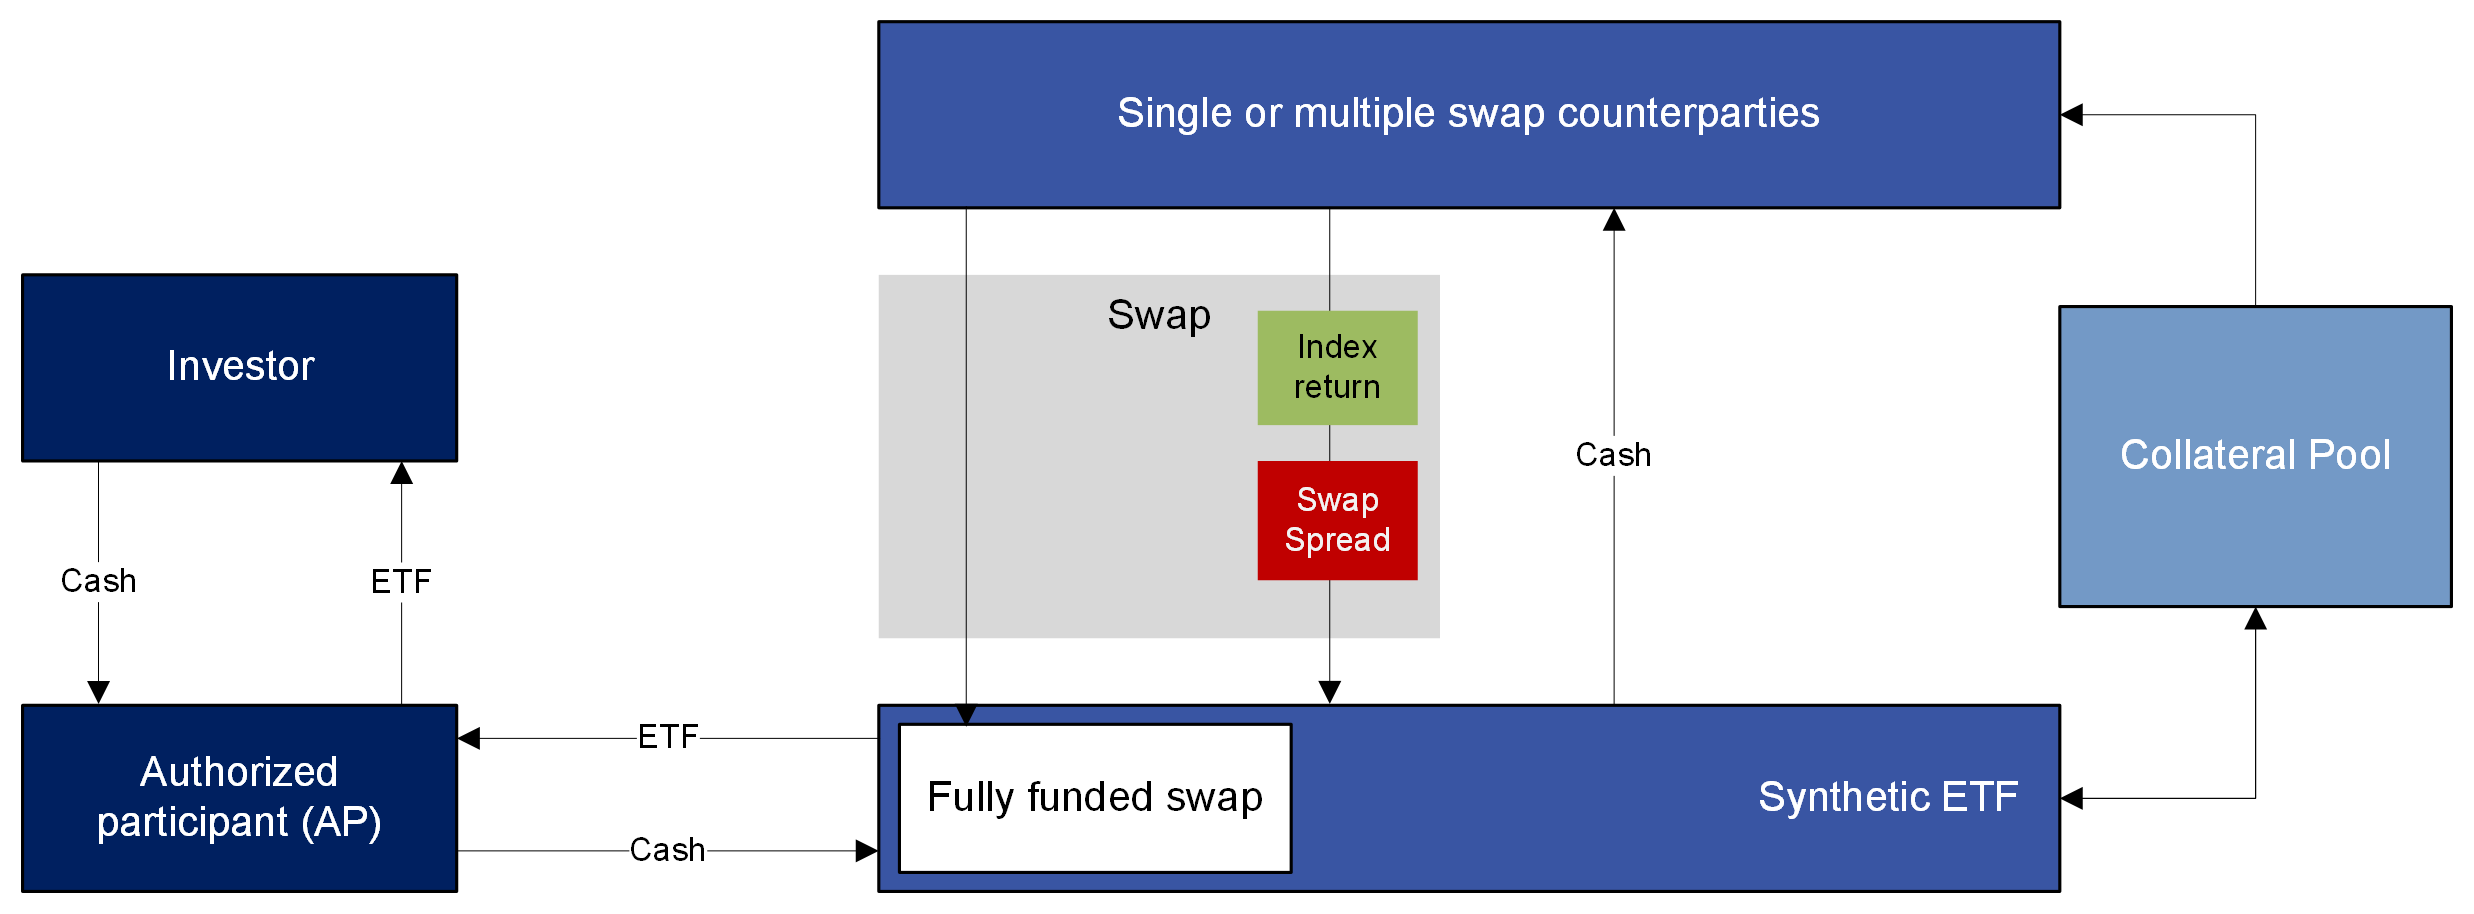 Single or multiple swap counterparties
Swap
Index
return
Investor
Swap
Spread
Cash
Collateral Pool
Cash
ETF
ETF
Authorized
participant (AP)
Cash
Fully funded swap
Synthetic ETF